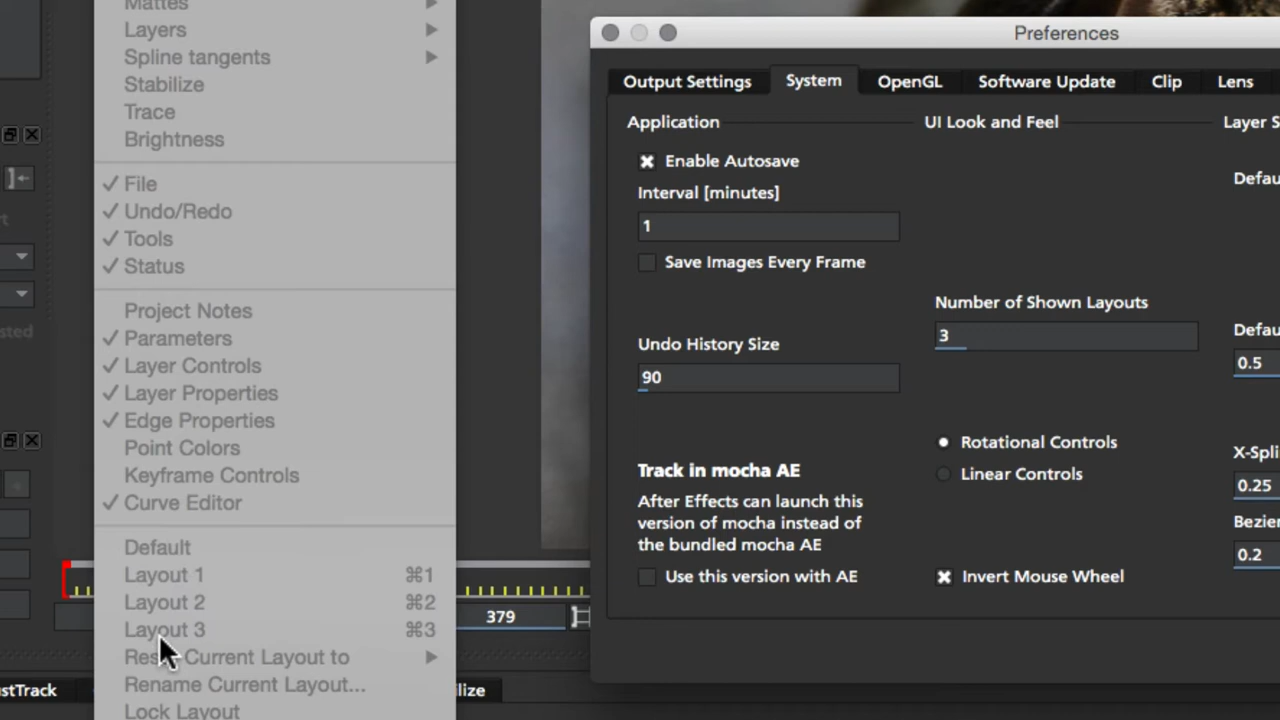 Mattes
Layers
Spline tangents
Stabilize
Trace
Brightness
File
Undo/Redo
Tools
Status
Project Notes
Parameters
Layer Controls
Layer Properties
Edge Properties
Point Colors
Keyframe Controls
Curve Editor
Default
Layout 1 ⌘1
Layout 2 ⌘2
Layout 3 ⌘3
Current Layout to
Rename Current Layout...
Lock Layout
379
Preferences
Output Settings
System
OpenGL
Software Update
Clip
Lens
Application
Enable Autosave
Interval [minutes]
1
Save Images Every Frame
Undo History Size
90
Track in mocha AE
After Effects can launch this
version of mocha instead of
the bundled mocha AE
Use this version with AE
UI Look and Feel
Number of Shown Layouts
3
Rotational Controls
Linear Controls
Invert Mouse Wheel
Layer S
Defau
Defau
0.5
X-Spli
0.25
Bezier
0.2